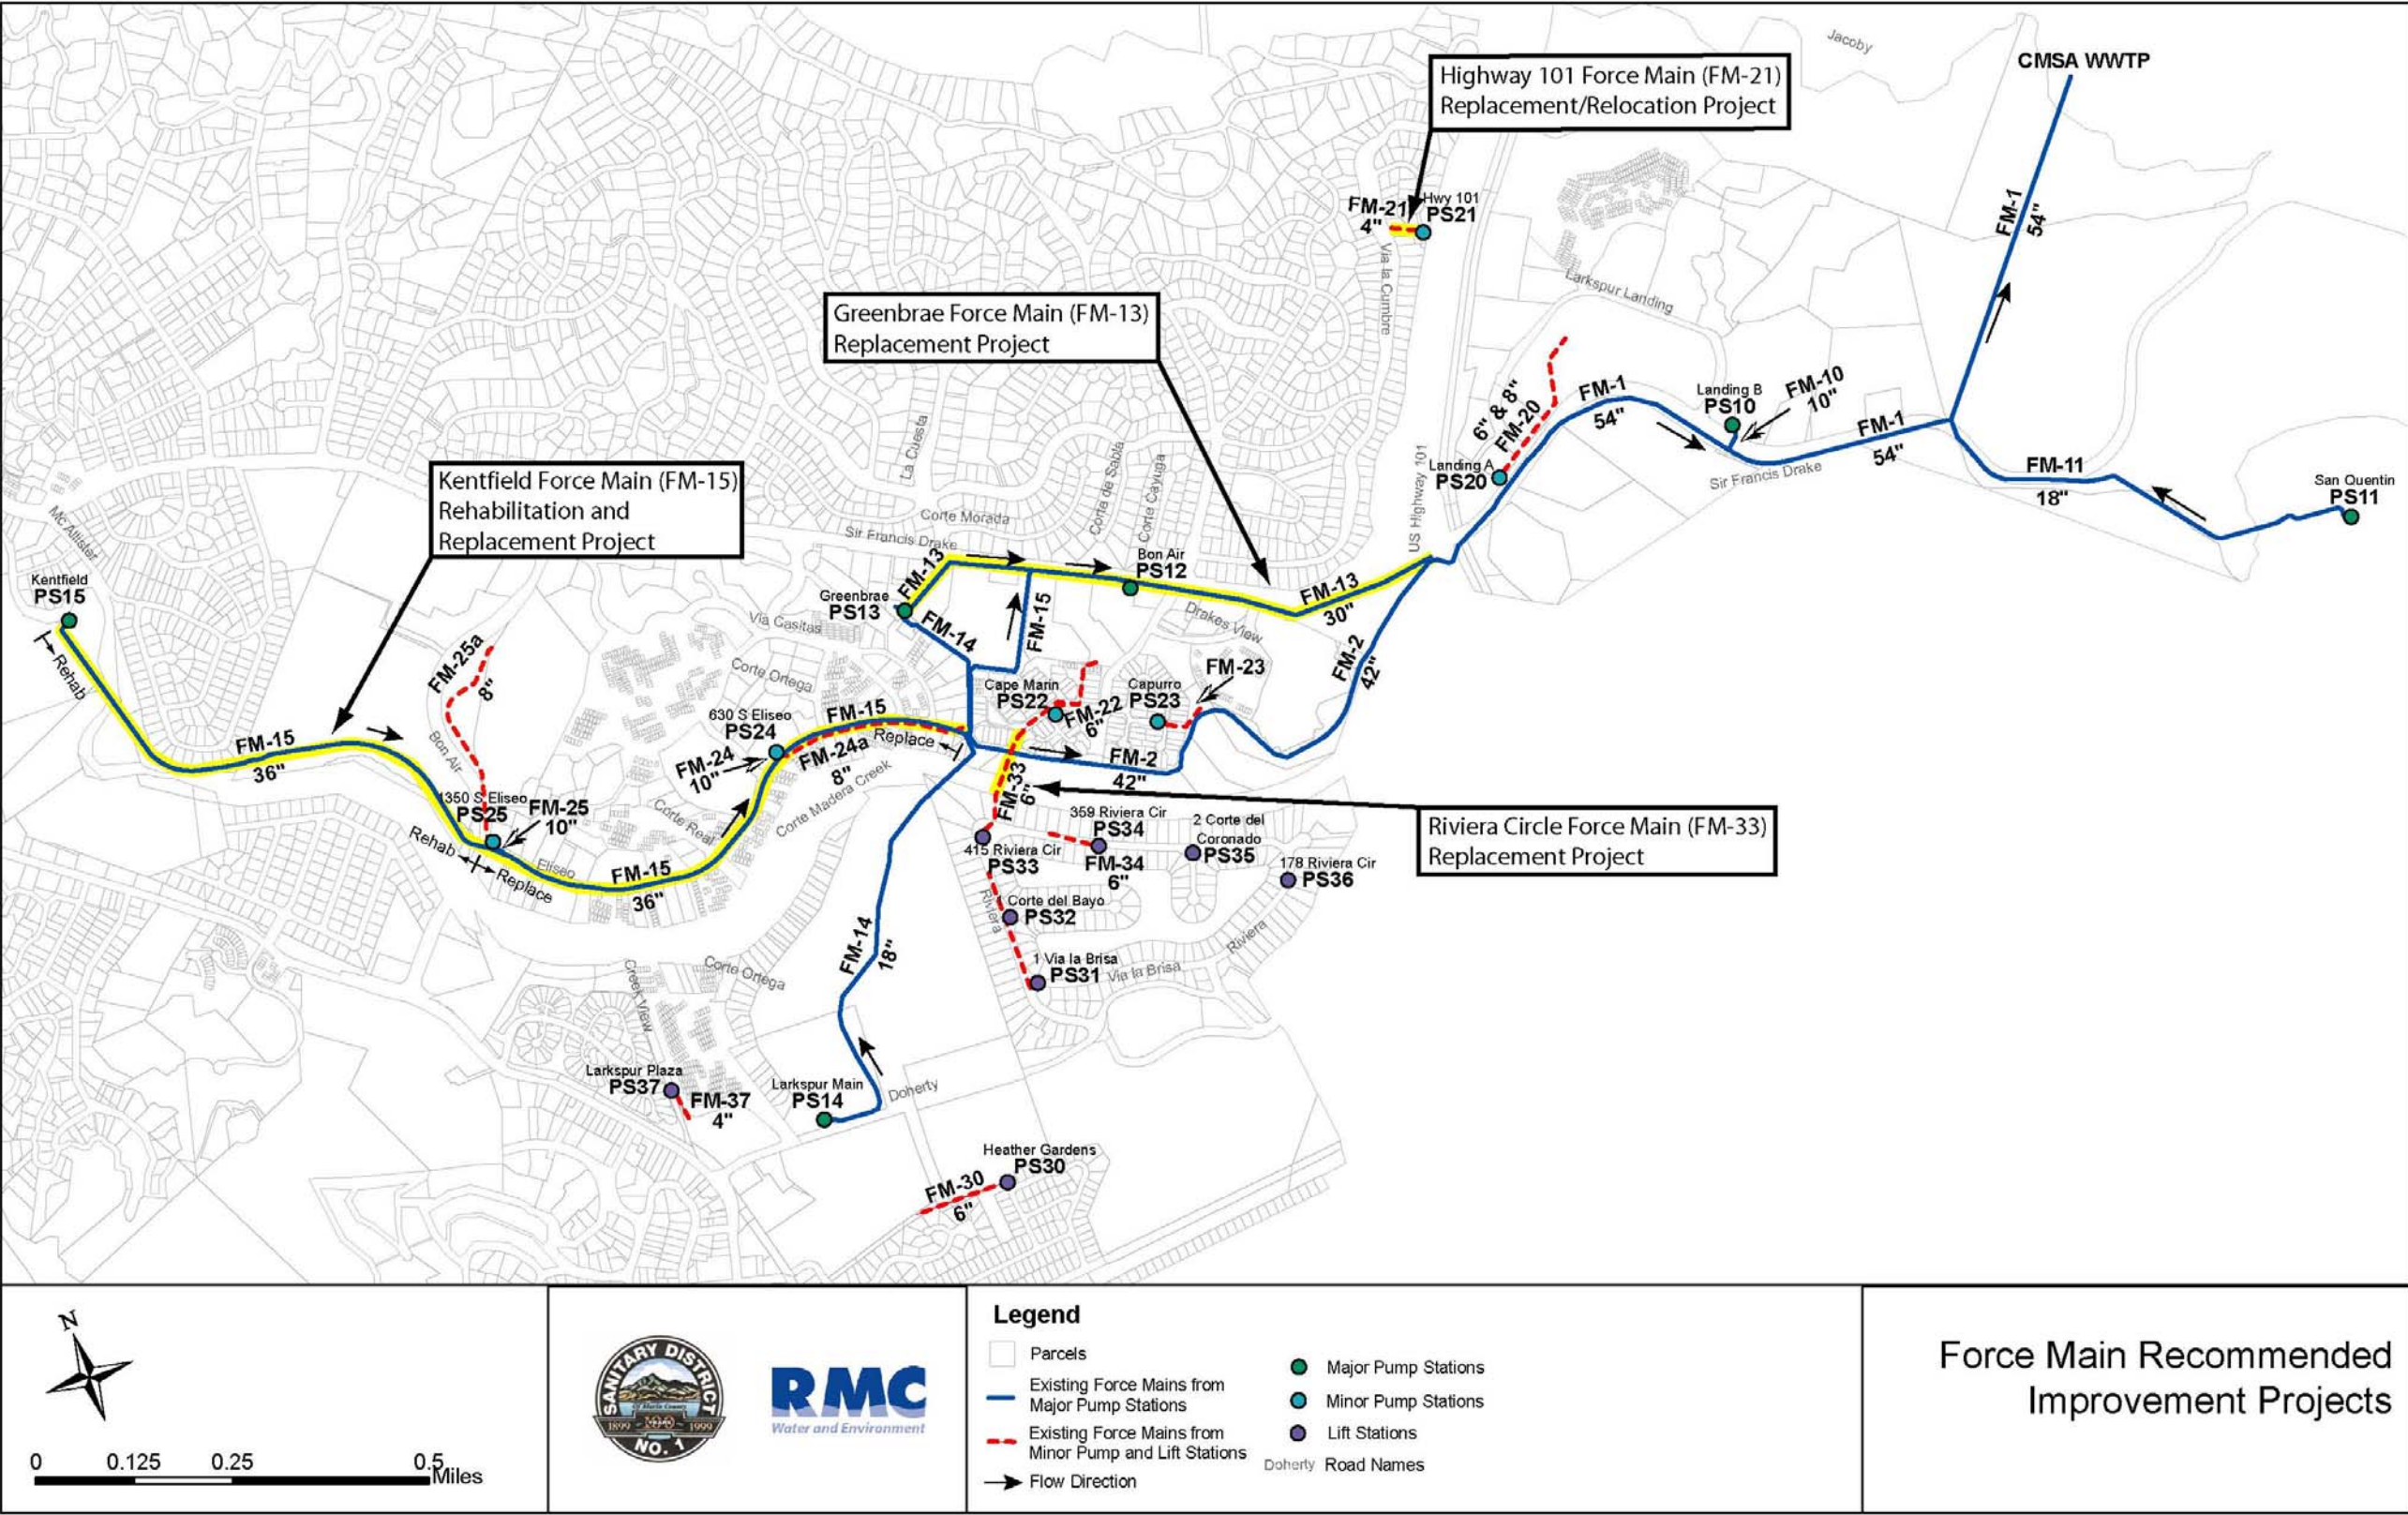 Jacoby
CMSA WWTP
Highway 101 Force Main (FM-21)
Replacement/Relocation Project
FM-21
4"
Hwy 101
PS21
Via la Cumbre
FM-1
54"
Larkspur Landing
Greenbrae Force Main (FM-13)
Replacement Project
6" & 8"
FM-20
FM-1
54"
Landing B
PS10
FM-10
10"
FM-1
54"
Sir Francis Drake
Landing A
PS20
US Highway 101
FM-11
18"
San Quentin
PS11
Kentfield Force Main (FM-15)
Rehabilitation and
Replacement Project
La Cuesta
Corte Morada
Corte de Sabla
Corte Cayuga
Sir Francis Drake
Mc Allister
Kentfield
PS15
Rehab
FM-13
Greenbrae
PS13
Bon Air
PS12
FM-13
30"
Drakes View
FM-14
FM-15
Via Casitas
Corte Ortega
FM-25a
8"
Bon Air
FM-15
36"
630 S Eliseo
PS24
FM-15
FM-24
10"
FM-24a
8"
Replace
Corte Madera Creek
Corte Real
Cape Marin
PS22
FM-22
6"
Capurro
PS23
FM-23
FM-2
42"
FM-2
42"
1350 S Eliseo
PS25
FM-25
10"
Rehab
Replace
Eliseo
FM-15
36"
FM-33
6"
Riviera Circle Force Main (FM-33)
Replacement Project
359 Riviera Cir
PS34
FM-34
6"
2 Corte del
Coronado
PS35
178 Riviera Cir
PS36
415 Riviera Cir
PS33
Riviera
1 Corte del Bayo
PS32
1 Via la Brisa
PS31
Via la Brisa
Riviera
FM-14
18"
Corte Ortega
Creek View
Larkspur Plaza
PS37
FM-37
4"
Larkspur Main
PS14
Doherty
Heather Gardens
PS30
FM-30
6"
N
0 0.125 0.25 0.5
Miles
SANITARY DISTRICT
Of Marin County
1899
YEARS
1999
NO. 1
RMC
Water and Environment
Legend
Parcels
Existing Force Mains from
Major Pump Stations
Existing Force Mains from
Minor Pump and Lift Stations
Flow Direction
Major Pump Stations
Minor Pump Stations
Lift Stations
Doherty Road Names
Force Main Recommended
Improvement Projects